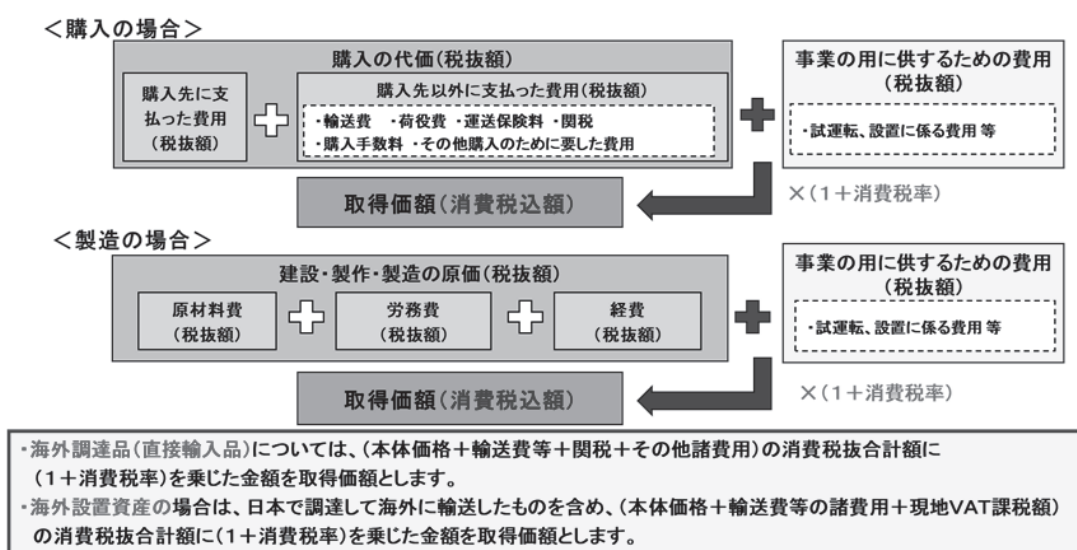 ＜購入の場合＞
購入の代価(税抜額)
購入先に支
払った費用
(税抜額)
購入先以外に支払った費用(税抜額)
・輸送費　・荷役費　・運送保険料　・関税
・購入手数料　・その他購入のために要した費用
事業の用に供するための費用
(税抜額)
・試運転、設置に係る費用 等
取得価額(消費税込額)
×(1＋消費税率)
＜製造の場合＞
建設・製作・製造の原価(税抜額)
原材料費
(税抜額)
労務費
(税抜額)
経費
(税抜額)
事業の用に供するための費用
(税抜額)
・試運転、設置に係る費用 等
取得価額(消費税込額)
×(1＋消費税率)
・海外調達品(直接輸入品)については、(本体価格＋輸送費等＋関税＋その他諸費用)の消費税抜合計額に
(1＋消費税率)を乗じた金額を取得価額とします。
・海外設置資産の場合は、日本で調達して海外に輸送したものを含め、(本体価格＋輸送費等の諸費用＋現地VAT課税額)
の消費税抜合計額に(1＋消費税率)を乗じた金額を取得価額とします。